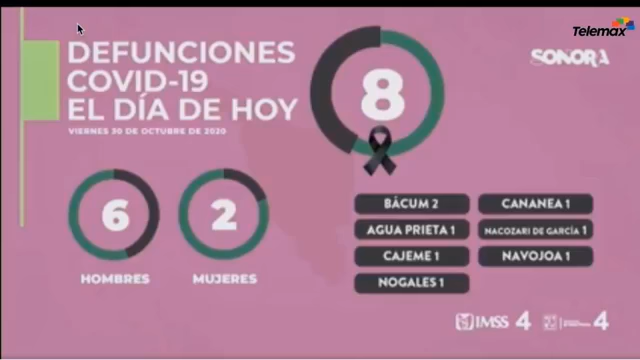 Telemax
SONORA
DEFUNCIONES
COVID-19
EL DÍA DE HOY
VIERNES 30 DE OCTUBRE DE 2020
8
6
HOMBRES
2
MUJERES
BÁCUM 2
CANANEA 1
AGUA PRIETA 1
NACOZARI DE GARCÍA 1
CAJEME 1
NAVOJOA 1
NOGALES 1
IMSS 4
4